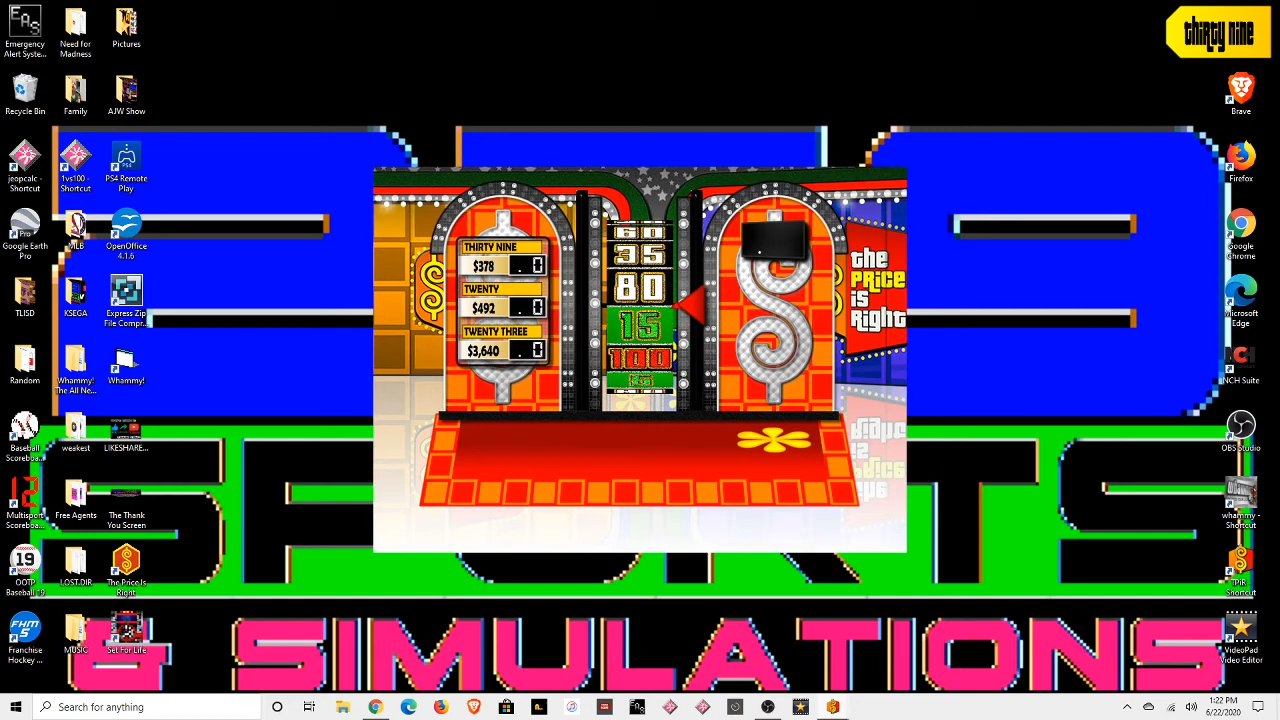 Emergency
Alert Syste...
Need for
Madness
Pictures
thirty nine
Recycle Bin
Family
AJW Show
Brave
jeopcalc -
Shortcut
1vs100 -
Shortcut
PS4 Remote
Play
Firefox
Google Earth
Pro
MLB
OpenOffice
4.1.6
Google
Chrome
TLISD
KSEGA
Express Zip
File Compr...
Microsoft
Edge
Random
Whammy!
The All Ne...
Whammy!
NCH Suite
Baseball
Scoreboa...
weakest
LIKESHARE...
OBS Studio
Multisport
Scoreboa...
Free Agents
The Thank
You Screen
whammy -
Shortcut
OOTP
Baseball 19
LOST.DIR
The Price Is
Right
TPiR
Shortcut
Franchise
Hockey ...
MUSIC
Set For Life
VideoPad
Video Editor
THIRTY NINE
$378 . 0
TWENTY
$492 . 0
TWENTY THREE
$3,640 . 0
60
35
80
15
100
the
PRICE
is
Right
SPORTS
& SIMULATIONS
Search for anything
1:22 PM
6/22/2020